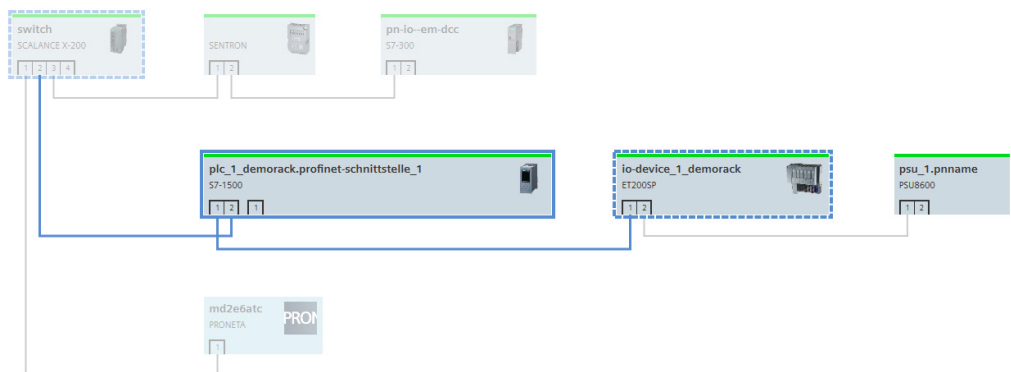 switch
SCALANCE X-200
1 2 3 4
SENTRON
1 2
pn-io--em-dcc
S7-300
1 2
plc_1_demorack.profinet-schnittstelle_1
S7-1500
1 2 1
io-device_1_demorack
ET200SP
1 2
psu_1.pnname
PSU8600
1 2
md2e6atc
PRONETA
PRON
1